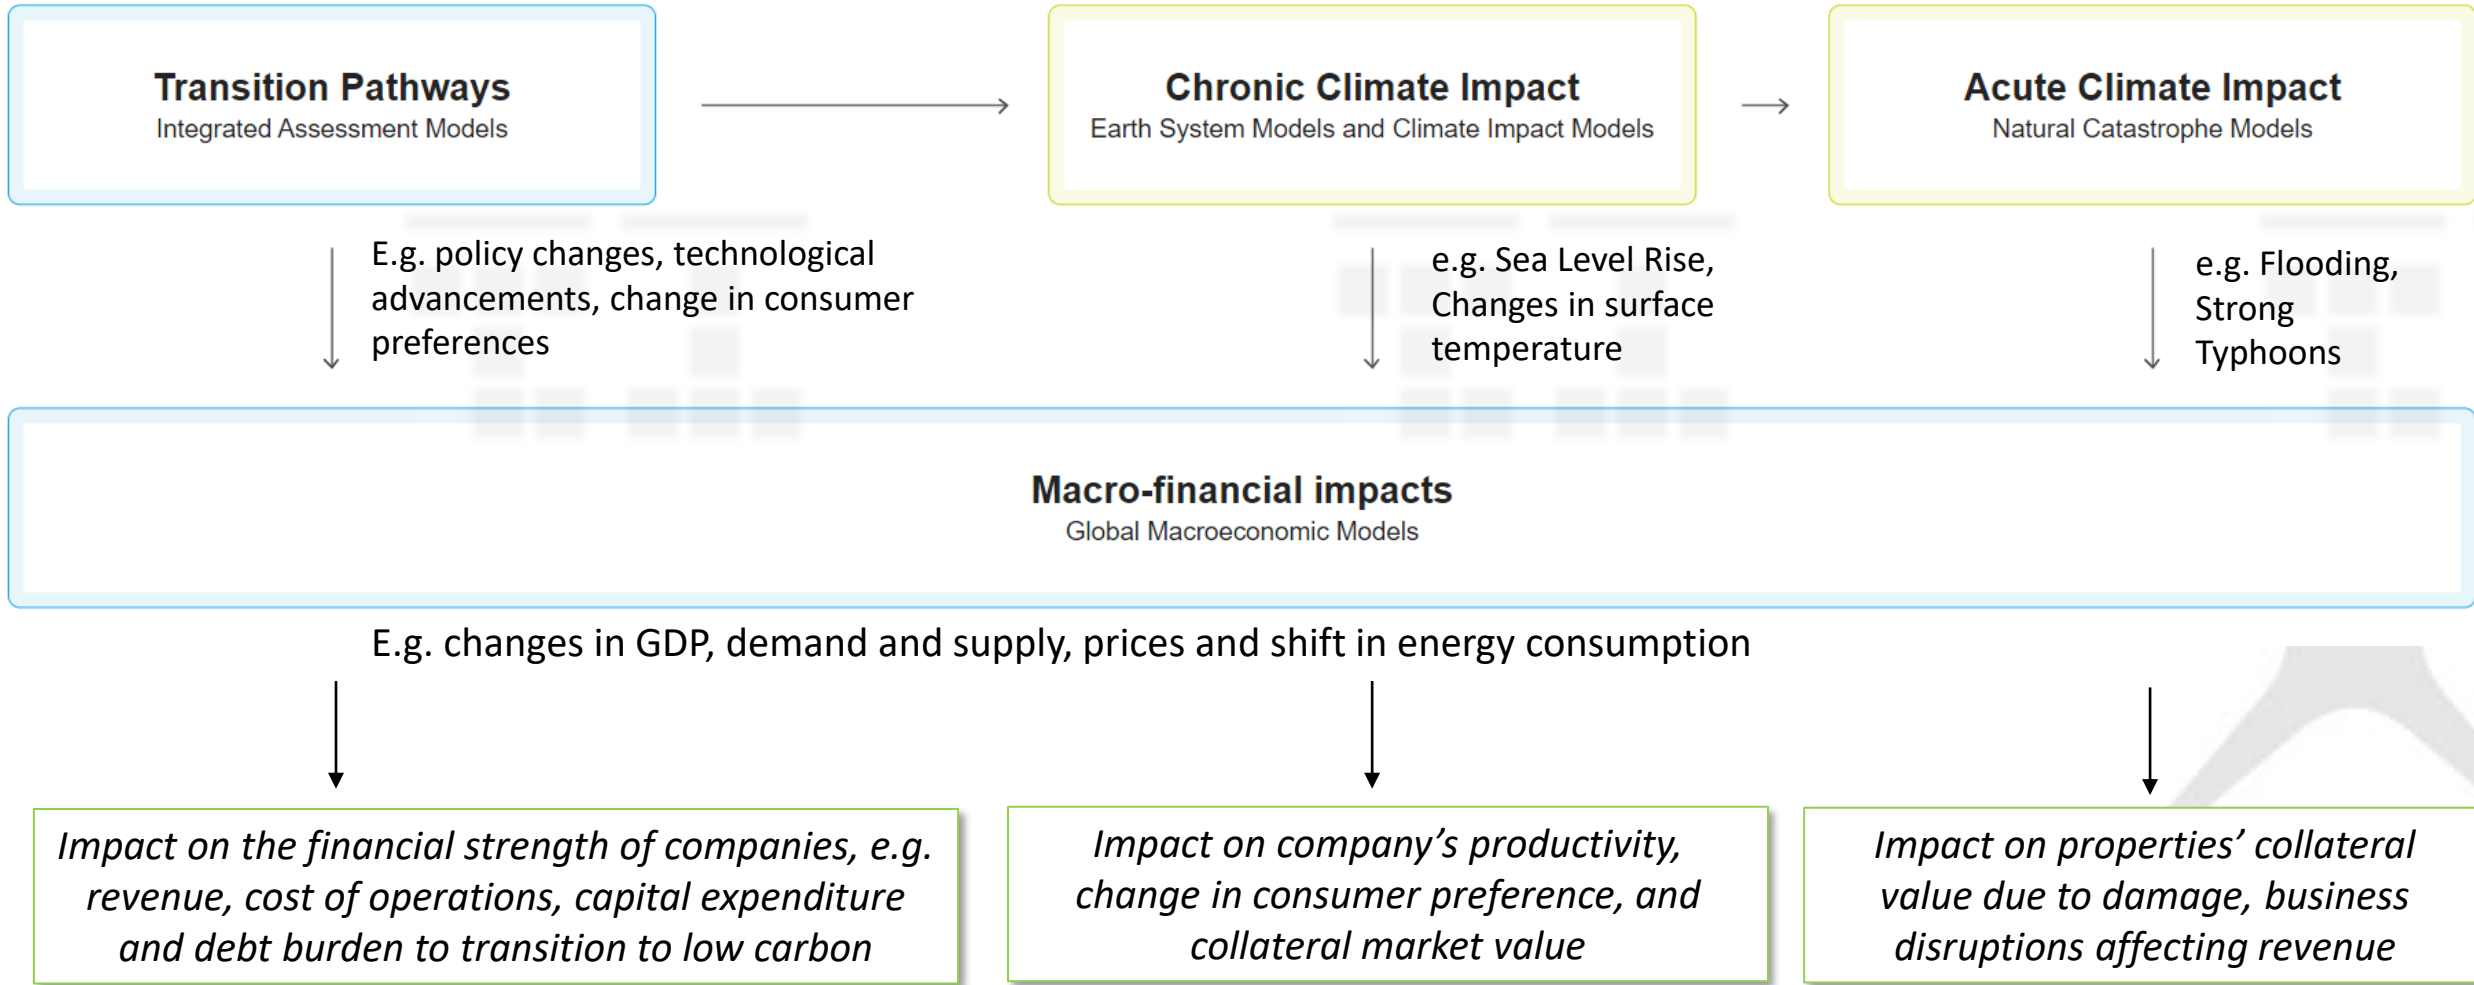 Transition Pathways
Integrated Assessment Models
Chronic Climate Impact
Earth System Models and Climate Impact Models
Acute Climate Impact
Natural Catastrophe Models
E.g. policy changes, technological
advancements, change in consumer
preferences
e.g. Sea Level Rise,
Changes in surface
temperature
e.g. Flooding,
Strong
Typhoons
Macro-financial impacts
Global Macroeconomic Models
E.g. changes in GDP, demand and supply, prices and shift in energy consumption
Impact on the financial strength of companies, e.g.
revenue, cost of operations, capital expenditure
and debt burden to transition to low carbon
Impact on company’s productivity,
change in consumer preference, and
collateral market value
Impact on properties’ collateral
value due to damage, business
disruptions affecting revenue